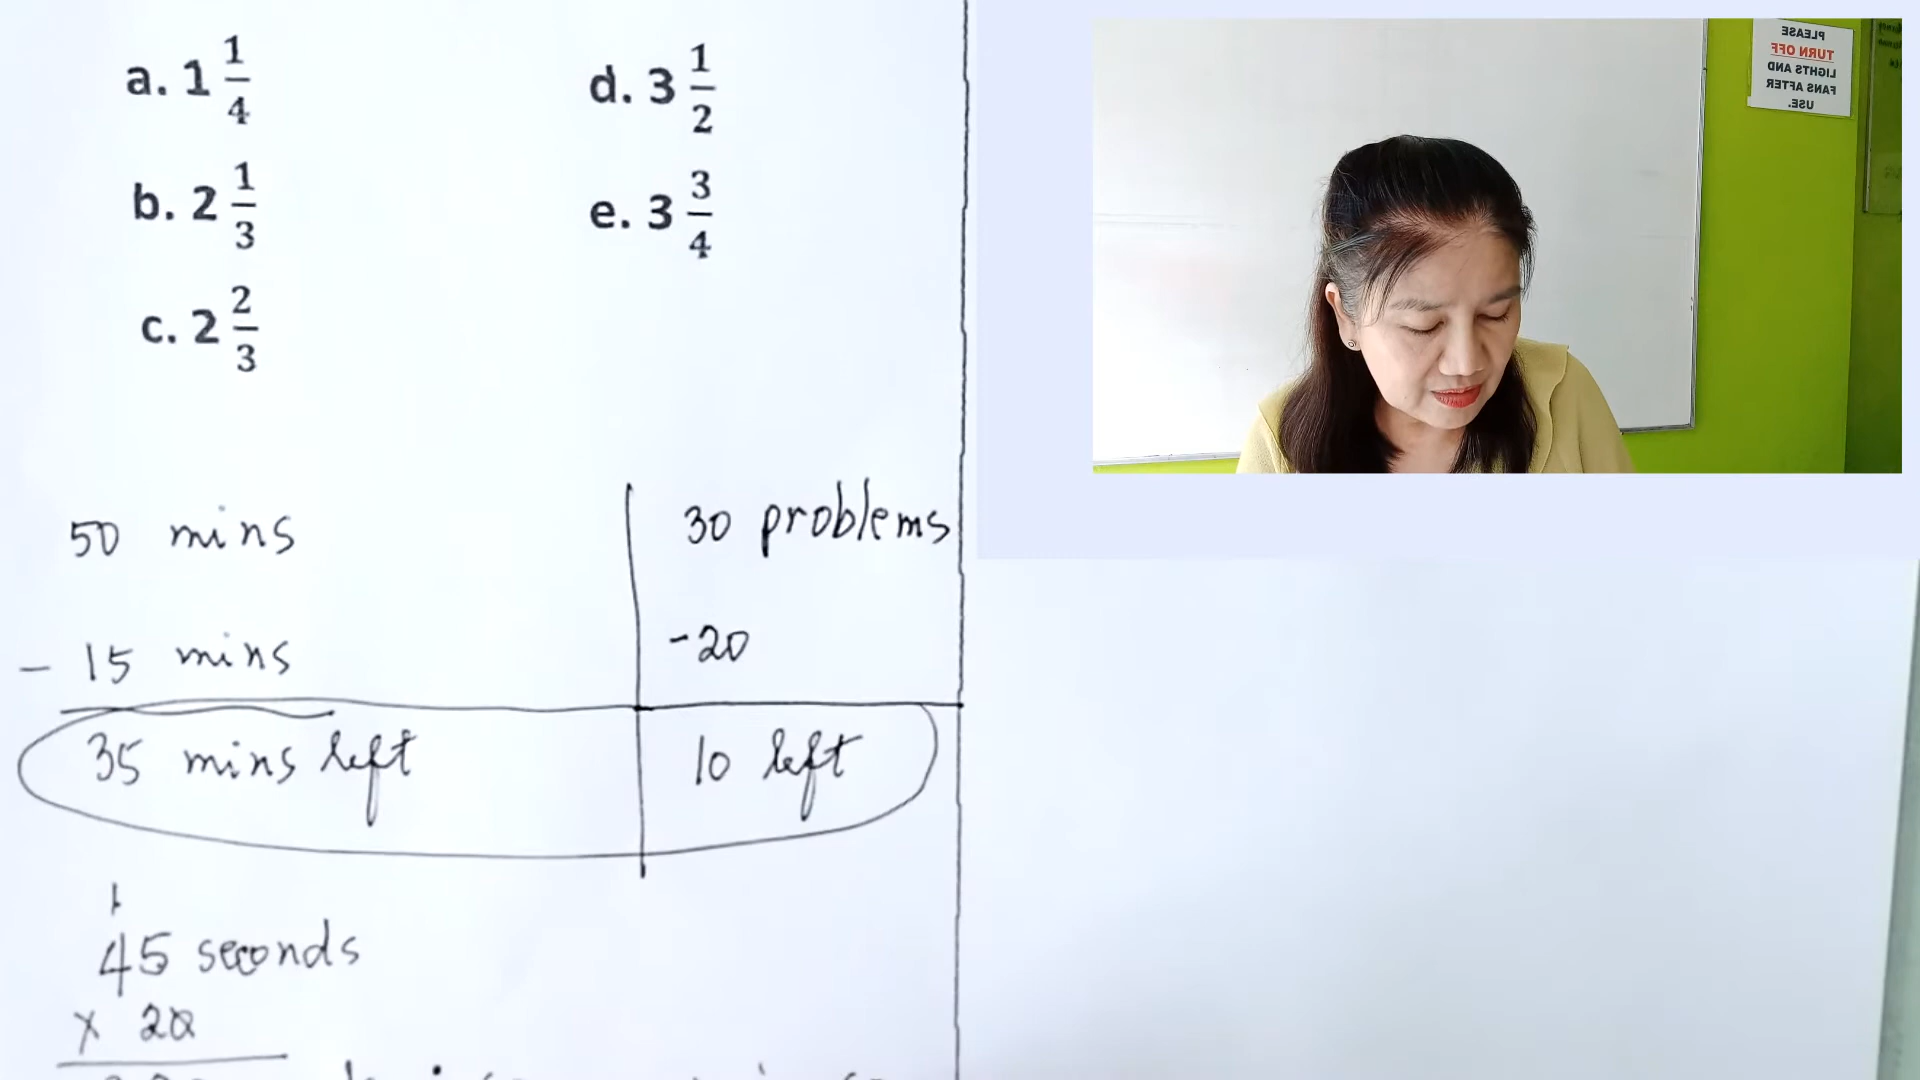 a. 1 1/4
b. 2 1/3
c. 2 2/3
d. 3 1/2
e. 3 3/4
50 mins | 30 problems
- 15 mins | -20
35 mins left | 10 left
1
45 seconds
x 20
PLEASE
TURN OFF
LIGHTS AND
FANS AFTER
USE.